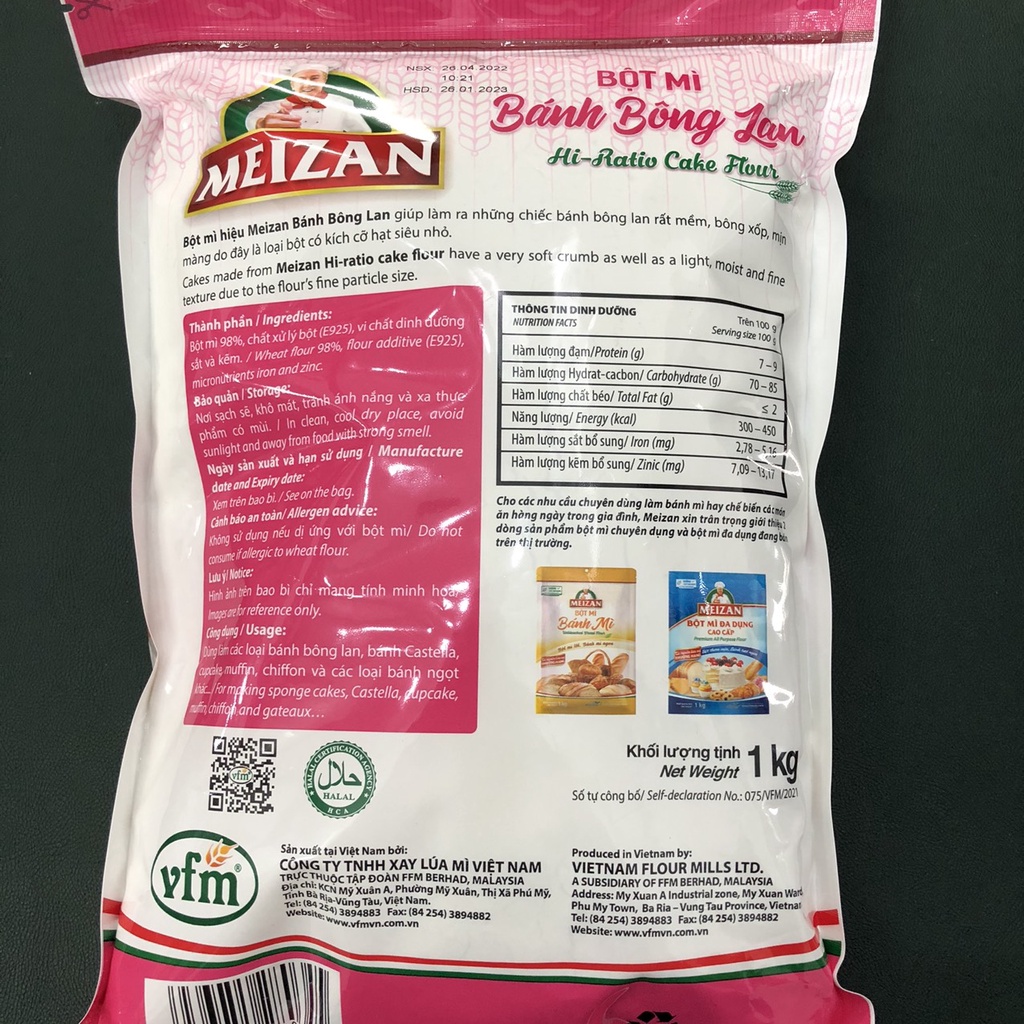 NSX 26.04.2022
10:21
HSD: 26.01.2023
MEIZAN
BỘT MÌ
Bánh Bông Lan
Hi-Ratio Cake Flour
Bột mì hiệu Meizan Bánh Bông Lan giúp làm ra những chiếc bánh bông lan rất mềm, bông xốp, mịn
màng do đây là loại bột có kích cỡ hạt siêu nhỏ.
Cakes made from Meizan Hi-ratio cake flour have a very soft crumb as well as a light, moist and fine
texture due to the flour's fine particle size.
Thành phần / Ingredients:
Bột mì 98%, chất xử lý bột (E925), vi chất dinh dưỡng
sắt và kẽm. / Wheat flour 98%, flour additive (E925),
micronutrients iron and zinc.
Bảo quản / Storage:
Nơi sạch sẽ, khô mát, tránh ánh nắng và xa thực
phẩm có mùi. / In clean, cool dry place, avoid
sunlight and away from food with strong smell.
Ngày sản xuất và hạn sử dụng / Manufacture
date and Expiry date:
Xem trên bao bì. / See on the bag.
Cảnh báo an toàn/ Allergen advice:
Không sử dụng nếu dị ứng với bột mì/ Do not
consume if allergic to wheat flour.
Lưu ý/ Notice:
Hình ảnh trên bao bì chỉ mang tính minh họa/
Images are for reference only.
Công dụng / Usage:
Dùng làm các loại bánh bông lan, bánh Castella,
cupcake, muffin, chiffon và các loại bánh ngọt
khác... / For making sponge cakes, Castella, cupcake,
muffin, chiffon and gateaux...
THÔNG TIN DINH DƯỠNG
NUTRITION FACTS
Trên 100 g
Serving size 100 g
Hàm lượng đạm/Protein (g) 7 – 9
Hàm lượng Hydrat-cacbon/ Carbohydrate (g) 70 – 85
Hàm lượng chất béo/ Total Fat (g) ≤ 2
Năng lượng/ Energy (kcal) 300 – 450
Hàm lượng sắt bổ sung/ Iron (mg) 2,78 – 5,16
Hàm lượng kẽm bổ sung/ Zinic (mg) 7,09 – 13,17
Cho các nhu cầu chuyên dùng làm bánh mì hay chế biến các món
ăn hằng ngày trong gia đình, Meizan xin trân trọng giới thiệu 2
dòng sản phẩm bột mì chuyên dụng và bột mì đa dụng đang bán
trên thị trường.
MEIZAN
BỘT MÌ
Bánh Mì
MEIZAN
BỘT MÌ ĐA DỤNG
CAO CẤP
Premium All Purpose Flour
1 kg
Khối lượng tịnh
Net Weight 1 kg
Số tự công bố/ Self-declaration No.: 075/VFM/2021
vfm
HALAL CERTIFICATION AGENCY
حلال
HALAL
HCA
vfm
Sản xuất tại Việt Nam bởi:
CÔNG TY TNHH XAY LÚA MÌ VIỆT NAM
TRỰC THUỘC TẬP ĐOÀN FFM BERHAD, MALAYSIA
Địa chỉ: KCN Mỹ Xuân A, Phường Mỹ Xuân, Thị Xã Phú Mỹ,
Tỉnh Bà Rịa-Vũng Tàu, Việt Nam.
Tel: (84 254) 3894883 Fax: (84 254) 3894882
Website: www.vfmvn.com.vn
Produced in Vietnam by:
VIETNAM FLOUR MILLS LTD.
A SUBSIDIARY OF FFM BERHAD, MALAYSIA
Address: My Xuan A Industrial zone, My Xuan Ward,
Phu My Town, Ba Ria – Vung Tau Province, Vietnam
Tel: (84 254) 3894883 Fax: (84 254) 3894882
Website: www.vfmvn.com.vn